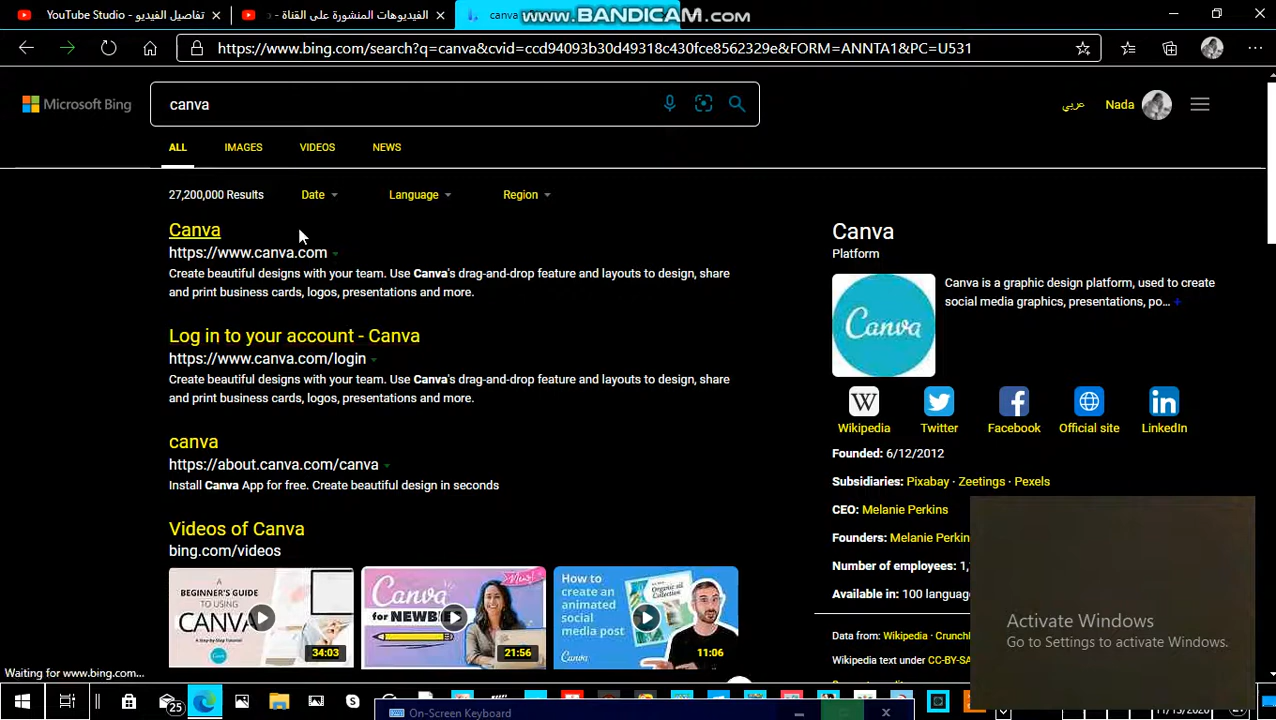 YouTube Studio - تفاصيل الفيديو
الفيديوهات المنشورة على القناة -
canva
www.BANDICAM.com
https://www.bing.com/search?q=canva&cvid=ccd94093b30d49318c430fce8562329e&FORM=ANNTA1&PC=U531
Microsoft Bing
canva
عربي
Nada
ALL
IMAGES
VIDEOS
NEWS
27,200,000 Results
Date
Language
Region
Canva
https://www.canva.com
Create beautiful designs with your team. Use Canva's drag-and-drop feature and layouts to design, share
and print business cards, logos, presentations and more.
Log in to your account - Canva
https://www.canva.com/login
Create beautiful designs with your team. Use Canva's drag-and-drop feature and layouts to design, share
and print business cards, logos, presentations and more.
canva
https://about.canva.com/canva
Install Canva App for free. Create beautiful design in seconds
Videos of Canva
bing.com/videos
A
BEGINNER'S GUIDE
TO USING
CANVA
A Step-by-Step Tutorial
34:03
New!
Canva
for NEWB
21:56
How to
create an
animated
social
media post
Organic oil
Collection
Canva
11:06
Canva
Platform
Canva
Canva is a graphic design platform, used to create
social media graphics, presentations, po...
Wikipedia
Twitter
Facebook
Official site
LinkedIn
Founded: 6/12/2012
Subsidiaries: Pixabay · Zeetings · Pexels
CEO: Melanie Perkins
Founders: Melanie Perkin
Number of employees: 1,
Available in: 100 languag
Data from: Wikipedia · Crunch
Wikipedia text under CC-BY-SA
Activate Windows
Go to Settings to activate Windows.
Waiting for www.bing.com...
25
On-Screen Keyboard